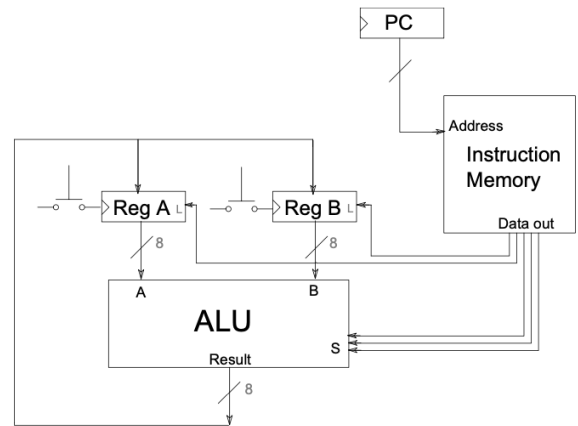 PC
Address
Instruction
Memory
Data out
Reg A L
Reg B L
8
8
A
B
ALU
S
Result
8